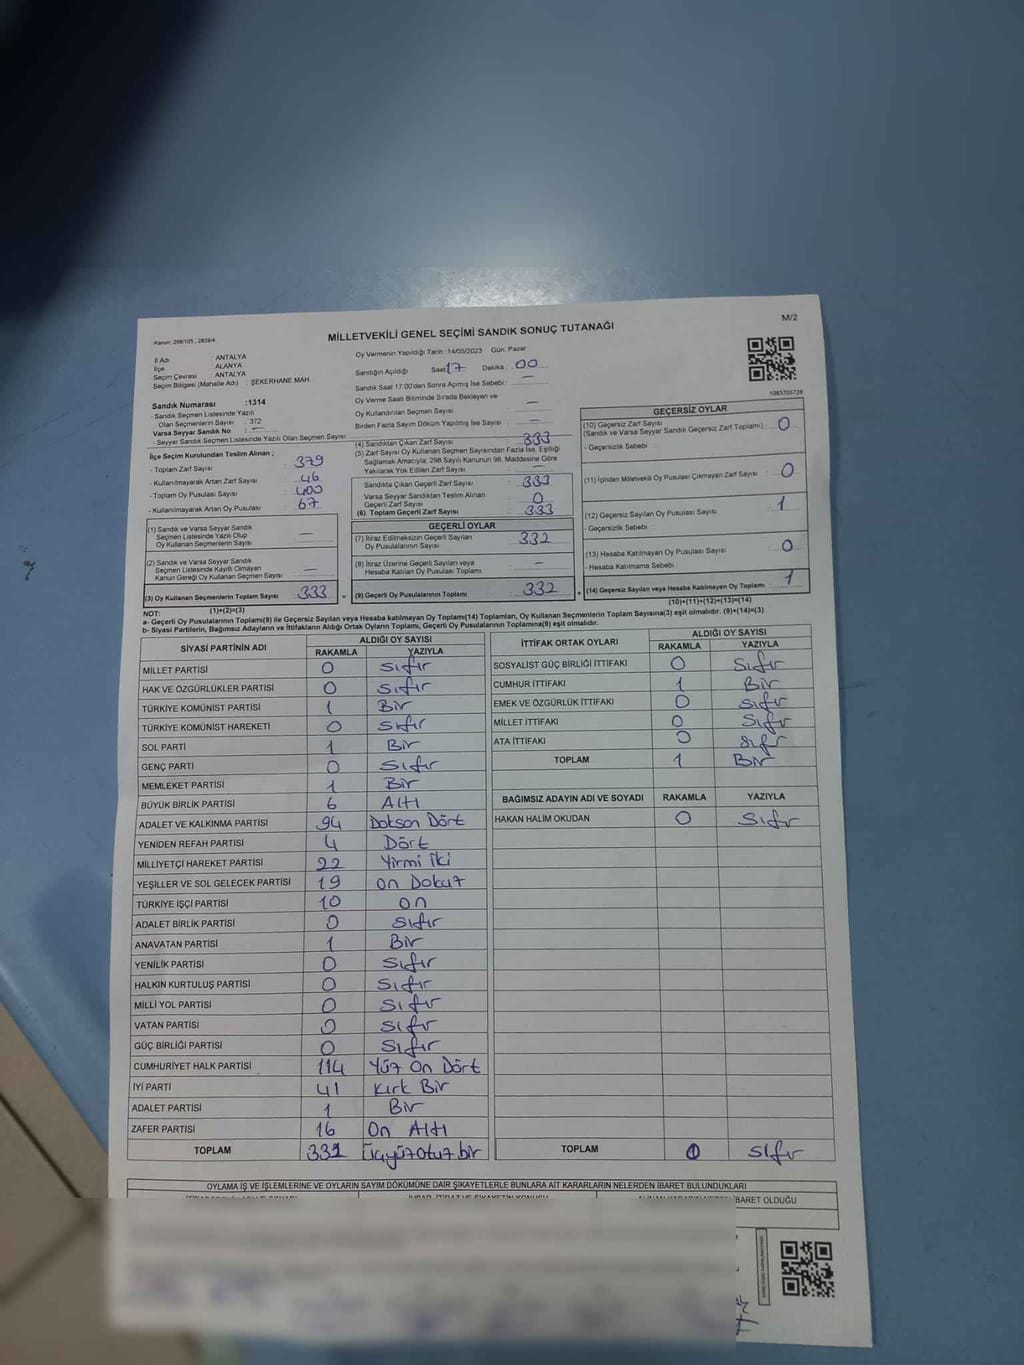 Kanun: 298/105 , 2839/4
MİLLETVEKİLİ GENEL SEÇİMİ SANDIK SONUÇ TUTANAĞI
M/2
İl Adı : ANTALYA
İlçe : ALANYA
Seçim Çevresi : ANTALYA
Seçim Bölgesi (Mahalle Adı) : ŞEKERHANE MAH.
Sandık Numarası :1314
- Sandık Seçmen Listesinde Yazılı
Olan Seçmenlerin Sayısı : 372
Varsa Seyyar Sandık No : —
- Seyyar Sandık Seçmen Listesinde Yazılı Olan Seçmen Sayısı
İlçe Seçim Kurulundan Teslim Alınan ;
- Toplam Zarf Sayısı : 379
- Kullanılmayarak Artan Zarf Sayısı : 46
- Toplam Oy Pusulası Sayısı : 400
- Kullanılmayarak Artan Oy Pusulası : 67
(1) Sandık ve Varsa Seyyar Sandık
Seçmen Listesinde Yazılı Olup
Oy Kullanan Seçmenlerin Sayısı —
(2) Sandık ve Varsa Seyyar Sandık
Seçmen Listesinde Kayıtlı Olmayan
Kanun Gereği Oy Kullanan Seçmen Sayısı —
(3) Oy Kullanan Seçmenlerin Toplam Sayısı 333 =
(1)+(2)=(3)
Oy Vermenin Yapıldığı Tarih : 14/05/2023 Gün: Pazar
Sandığın Açıldığı Saat: 17 Dakika : 00
Sandık Saat 17:00'dan Sonra Açılmış İse Sebebi : —
Oy Verme Saati Bitiminde Sırada Bekleyen ve
Oy Kullandırılan Seçmen Sayısı : —
Birden Fazla Sayım Döküm Yapılmış İse Sayısı : —
(4) Sandıktan Çıkan Zarf Sayısı : 333
(5) Zarf Sayısı Oy Kullanan Seçmen Sayısından Fazla İse, Eşitliği
Sağlamak Amacıyla, 298 Sayılı Kanunun 98. Maddesine Göre
Yakılarak Yok Edilen Zarf Sayısı : —
Sandıkta Çıkan Geçerli Zarf Sayısı : 333
Varsa Seyyar Sandıktan Teslim Alınan
Geçerli Zarf Sayısı : 0
(6) Toplam Geçerli Zarf Sayısı : 333
GEÇERLİ OYLAR
(7) İtiraz Edilmeksizin Geçerli Sayılan
Oy Pusulalarının Sayısı : 332
(8) İtiraz Üzerine Geçerli Sayılan veya
Hesaba Katılan Oy Pusulası Toplamı : —
(9) Geçerli Oy Pusulalarının Toplamı : 332 +
1083705728
GEÇERSİZ OYLAR
(10) Geçersiz Zarf Sayısı
(Sandık ve Varsa Seyyar Sandık Geçersiz Zarf Toplamı) : 0
- Geçersizlik Sebebi
(11) İçinden Milletvekili Oy Pusulası Çıkmayan Zarf Sayısı : 0
(12) Geçersiz Sayılan Oy Pusulası Sayısı : 1
- Geçersizlik Sebebi
(13) Hesaba Katılmayan Oy Pusulası Sayısı : 0
- Hesaba Katılmama Sebebi
(14) Geçersiz Sayılan veya Hesaba Katılmayan Oy Toplamı : 1
(10)+(11)+(12)+(13)=(14)
NOT:
a- Geçerli Oy Pusulalarının Toplamı(9) ile Geçersiz Sayılan veya Hesaba katılmayan Oy Toplamı(14) Toplamları, Oy Kullanan Seçmenlerin Toplam Sayısına(3) eşit olmalıdır. (9)+(14)=(3)
b- Siyasi Partilerin, Bağımsız Adayların ve İttifakların Aldığı Ortak Oyların Toplamı, Geçerli Oy Pusulalarının Toplamına(9) eşit olmalıdır.
SİYASİ PARTİNİN ADI ALDIĞI OY SAYISI
RAKAMLA YAZIYLA
MİLLET PARTİSİ 0 Sıfır
HAK VE ÖZGÜRLÜKLER PARTİSİ 0 Sıfır
TÜRKİYE KOMÜNİST PARTİSİ 1 Bir
TÜRKİYE KOMÜNİST HAREKETİ 0 Sıfır
SOL PARTİ 1 Bir
GENÇ PARTİ 0 Sıfır
MEMLEKET PARTİSİ 1 Bir
BÜYÜK BİRLİK PARTİSİ 6 Altı
ADALET VE KALKINMA PARTİSİ 94 Doksan Dört
YENİDEN REFAH PARTİSİ 4 Dört
MİLLİYETÇİ HAREKET PARTİSİ 22 Yirmi İki
YEŞİLLER VE SOL GELECEK PARTİSİ 19 On Dokuz
TÜRKİYE İŞÇİ PARTİSİ 10 On
ADALET BİRLİK PARTİSİ 0 Sıfır
ANAVATAN PARTİSİ 1 Bir
YENİLİK PARTİSİ 0 Sıfır
HALKIN KURTULUŞ PARTİSİ 0 Sıfır
MİLLİ YOL PARTİSİ 0 Sıfır
VATAN PARTİSİ 0 Sıfır
GÜÇ BİRLİĞİ PARTİSİ 0 Sıfır
CUMHURİYET HALK PARTİSİ 114 Yüz On Dört
İYİ PARTİ 41 Kırk Bir
ADALET PARTİSİ 1 Bir
ZAFER PARTİSİ 16 On Altı
TOPLAM 331 Üçyüzotuzbir
İTTİFAK ORTAK OYLARI ALDIĞI OY SAYISI
RAKAMLA YAZIYLA
SOSYALİST GÜÇ BİRLİĞİ İTTİFAKI 0 Sıfır
CUMHUR İTTİFAKI 1 Bir
EMEK VE ÖZGÜRLÜK İTTİFAKI 0 Sıfır
MİLLET İTTİFAKI 0 Sıfır
ATA İTTİFAKI 0 Sıfır
TOPLAM 1 Bir
BAĞIMSIZ ADAYIN ADI VE SOYADI RAKAMLA YAZIYLA
HAKAN HALİM OKUDAN 0 Sıfır
TOPLAM 0 Sıfır
OYLAMA İŞ VE İŞLEMLERİNE VE OYLARIN SAYIM DÖKÜMÜNE DAİR ŞİKAYETLERLE BUNLARA AİT KARARLARIN NELERDEN İBARET BULUNDUKLARI
İBARET OLDUĞU